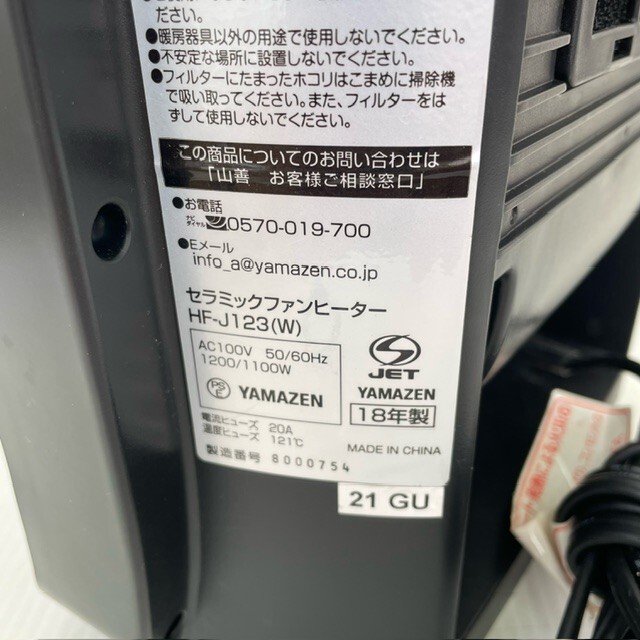 ださい。
●暖房器具以外の用途で使用しないでください。
●不安定な場所に設置しないでください。
●フィルターにたまったホコリはこまめに掃除機
で吸い取ってください。また、フィルターをは
ずして使用しないでください。
この商品についてのお問い合わせは
「山善 お客様ご相談窓口」
●お電話
ナビダイヤル 0570-019-700
●Eメール
info_a@yamazen.co.jp
セラミックファンヒーター
HF-J123(W)
AC100V 50/60Hz
1200/1100W
PSE YAMAZEN
JET
YAMAZEN
18年製
電流ヒューズ 20A
温度ヒューズ 121℃
製造番号 8000754
MADE IN CHINA
21 GU